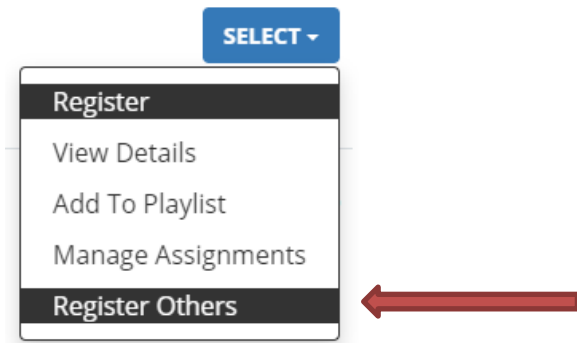 SELECT
Register
View Details
Add To Playlist
Manage Assignments
Register Others